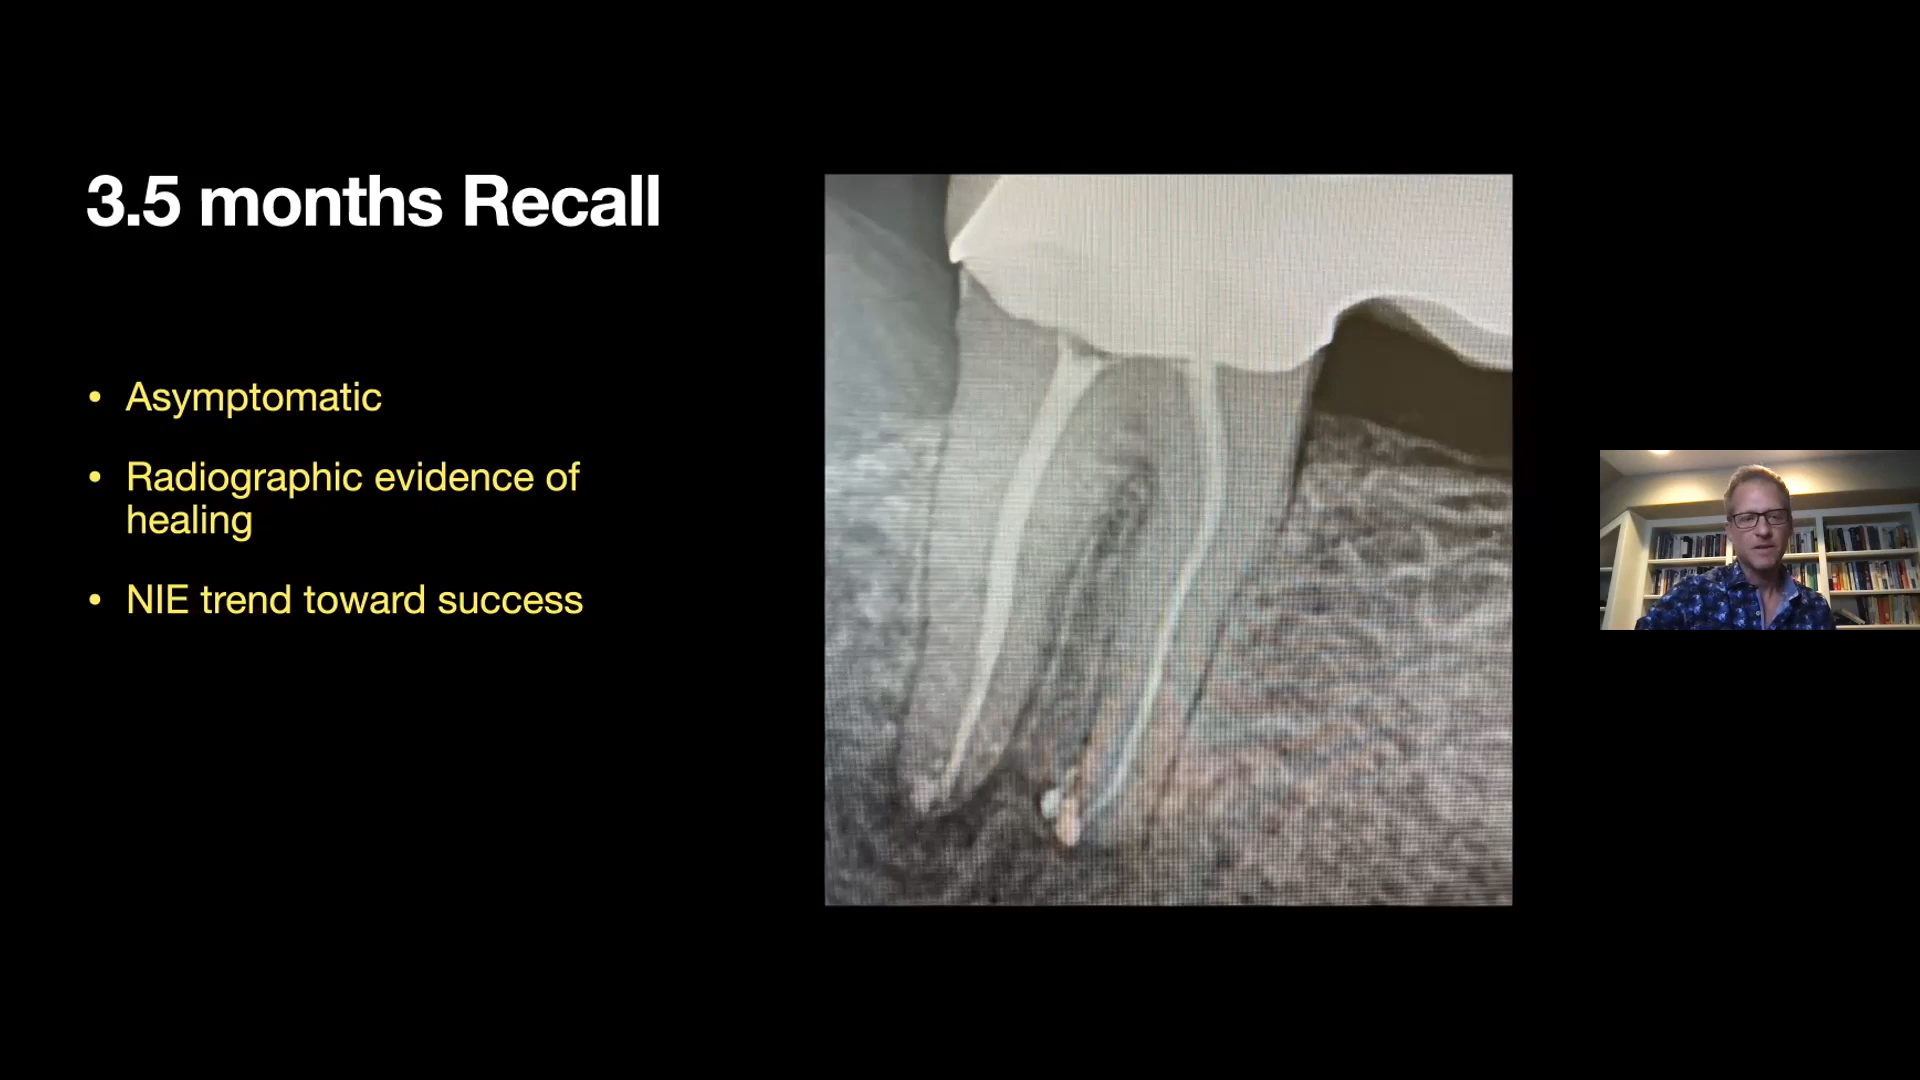 3.5 months Recall
• Asymptomatic
• Radiographic evidence of
healing
• NIE trend toward success